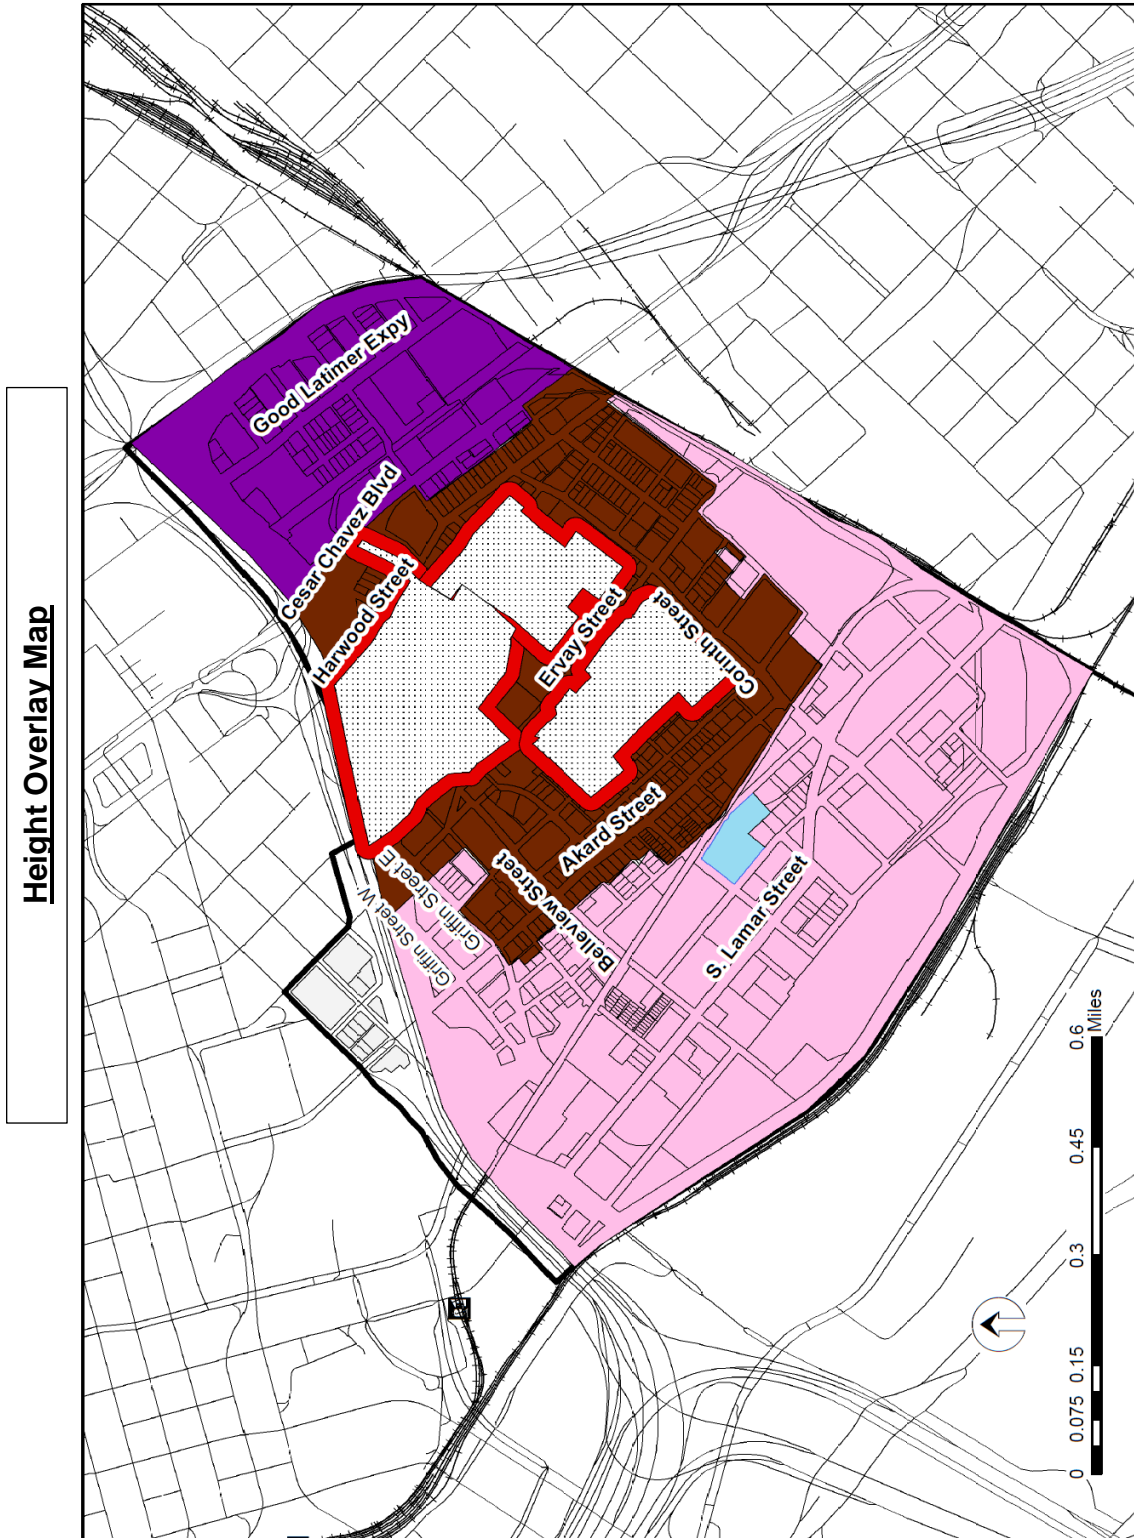 Height Overlay Map
Good Latimer Expy
Cesar Chavez Blvd
Harwood Street
Ervay Street
Corinth Street
Griffin Street E
Griffin Street W
Belleview Street
Akard Street
S. Lamar Street
0 0.075 0.15 0.3 0.45 0.6
Miles